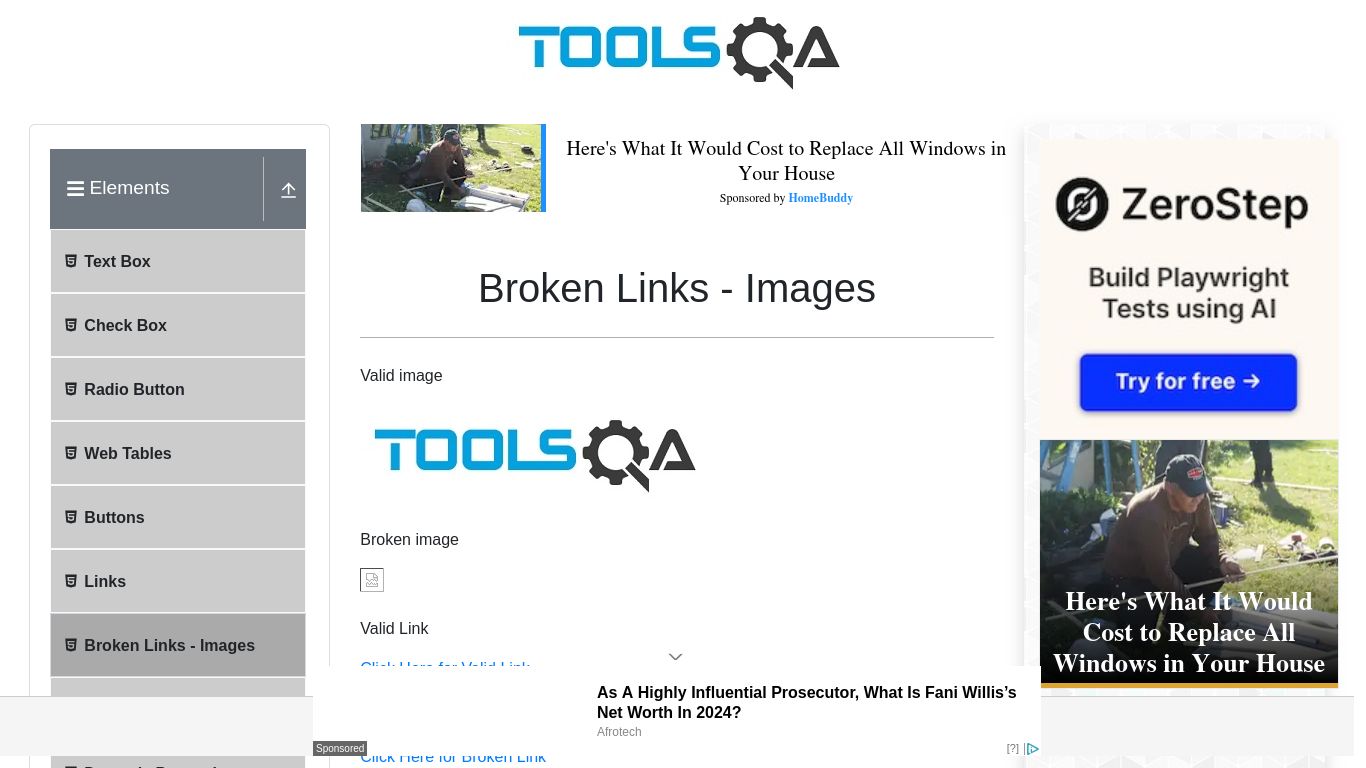 TOOLSQA
Elements
Text Box
Check Box
Radio Button
Web Tables
Buttons
Links
Broken Links - Images
Here's What It Would Cost to Replace All Windows in
Your House
Sponsored by HomeBuddy
Broken Links - Images
Valid image
TOOLSQA
Broken image
Valid Link
Click Here for Valid Link
Click Here for Broken Link
ZeroStep
Build Playwright
Tests using AI
Try for free →
Here's What It Would
Cost to Replace All
Windows in Your House
As A Highly Influential Prosecutor, What Is Fani Willis’s
Net Worth In 2024?
Afrotech
Sponsored
[?]